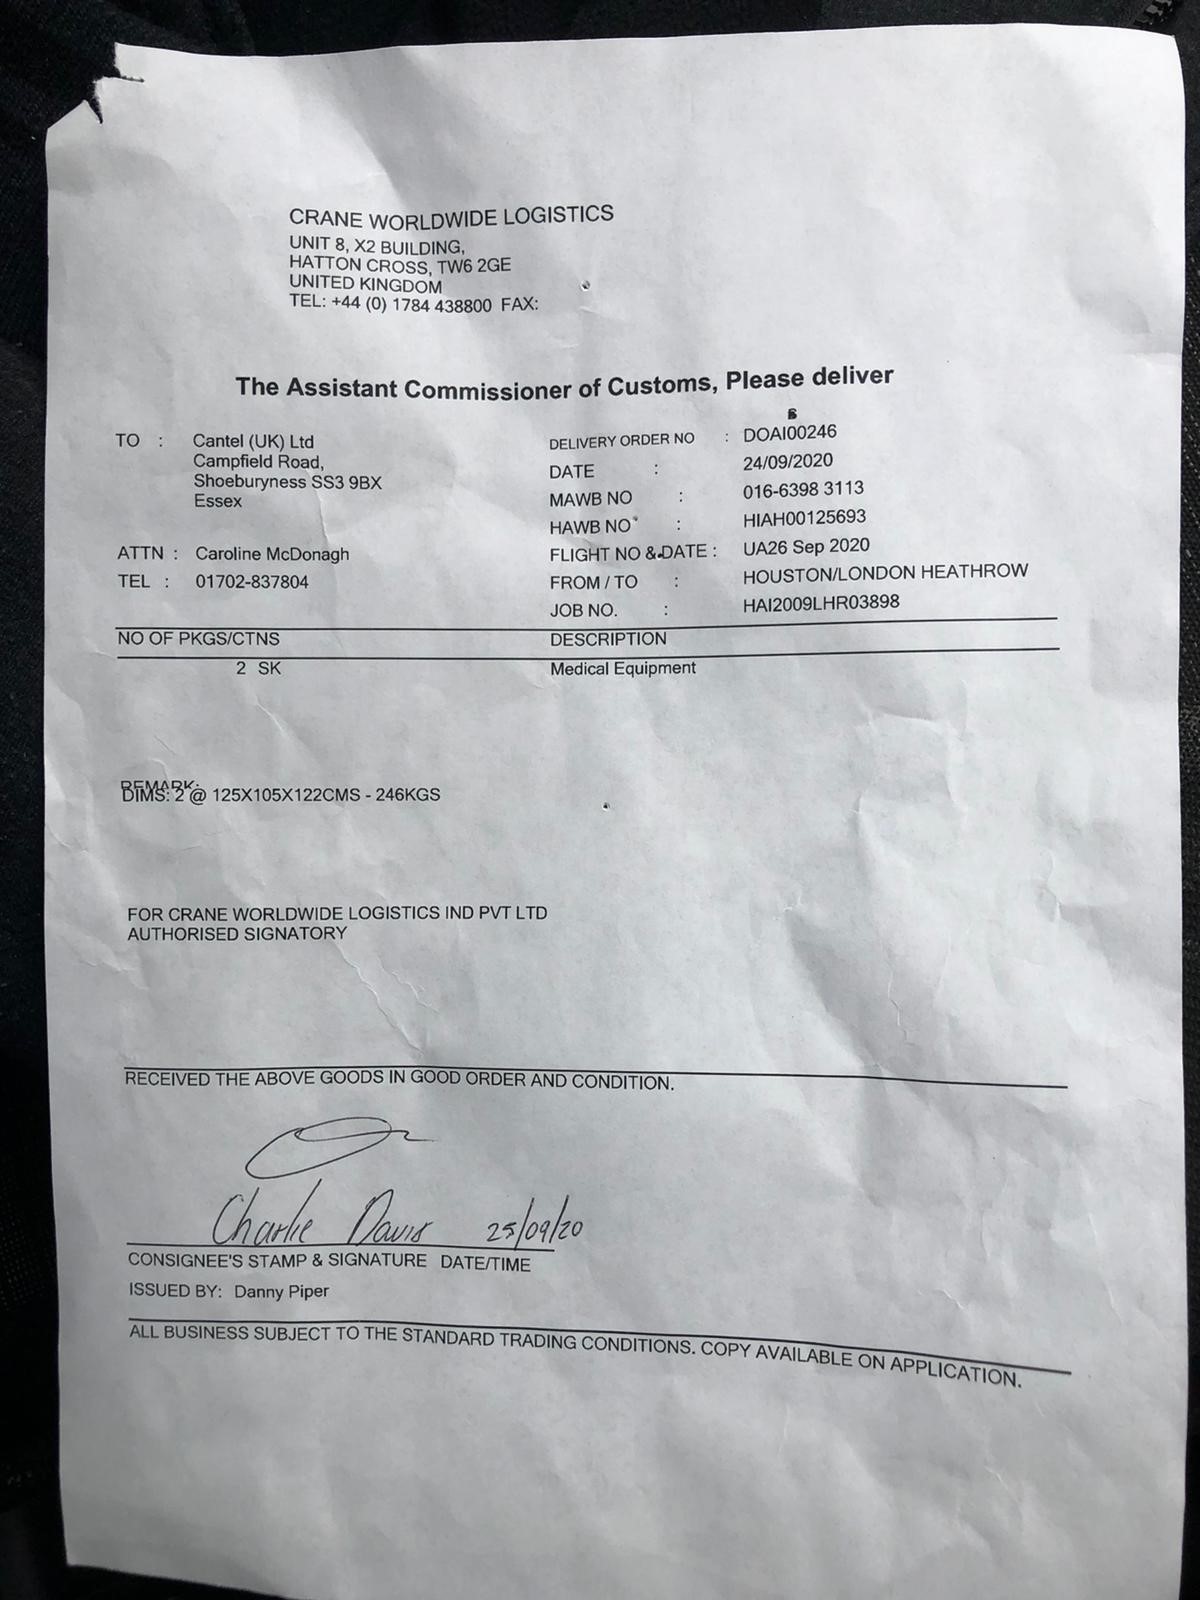 CRANE WORLDWIDE LOGISTICS
UNIT 8, X2 BUILDING,
HATTON CROSS, TW6 2GE
UNITED KINGDOM
TEL: +44 (0) 1784 438800 FAX:
The Assistant Commissioner of Customs, Please deliver
TO : Cantel (UK) Ltd
Campfield Road,
Shoeburyness SS3 9BX
Essex
ATTN : Caroline McDonagh
TEL : 01702-837804
DELIVERY ORDER NO : DOAI00246
DATE : 24/09/2020
MAWB NO : 016-6398 3113
HAWB NO : HIAH00125693
FLIGHT NO & DATE : UA26 Sep 2020
FROM / TO : HOUSTON/LONDON HEATHROW
JOB NO. : HAI2009LHR03898
NO OF PKGS/CTNS DESCRIPTION
2 SK Medical Equipment
REMARK:
DIMS: 2 @ 125X105X122CMS - 246KGS
FOR CRANE WORLDWIDE LOGISTICS IND PVT LTD
AUTHORISED SIGNATORY
RECEIVED THE ABOVE GOODS IN GOOD ORDER AND CONDITION.
Charlie Davis 25/09/20
CONSIGNEE'S STAMP & SIGNATURE DATE/TIME
ISSUED BY: Danny Piper
ALL BUSINESS SUBJECT TO THE STANDARD TRADING CONDITIONS. COPY AVAILABLE ON APPLICATION.